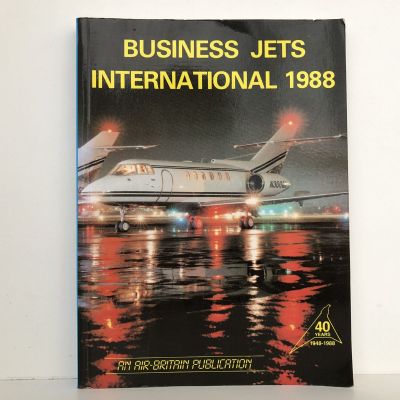 BUSINESS JETS
INTERNATIONAL 1988
40
YEARS
1948-1988
AN AIR-BRITAIN PUBLICATION